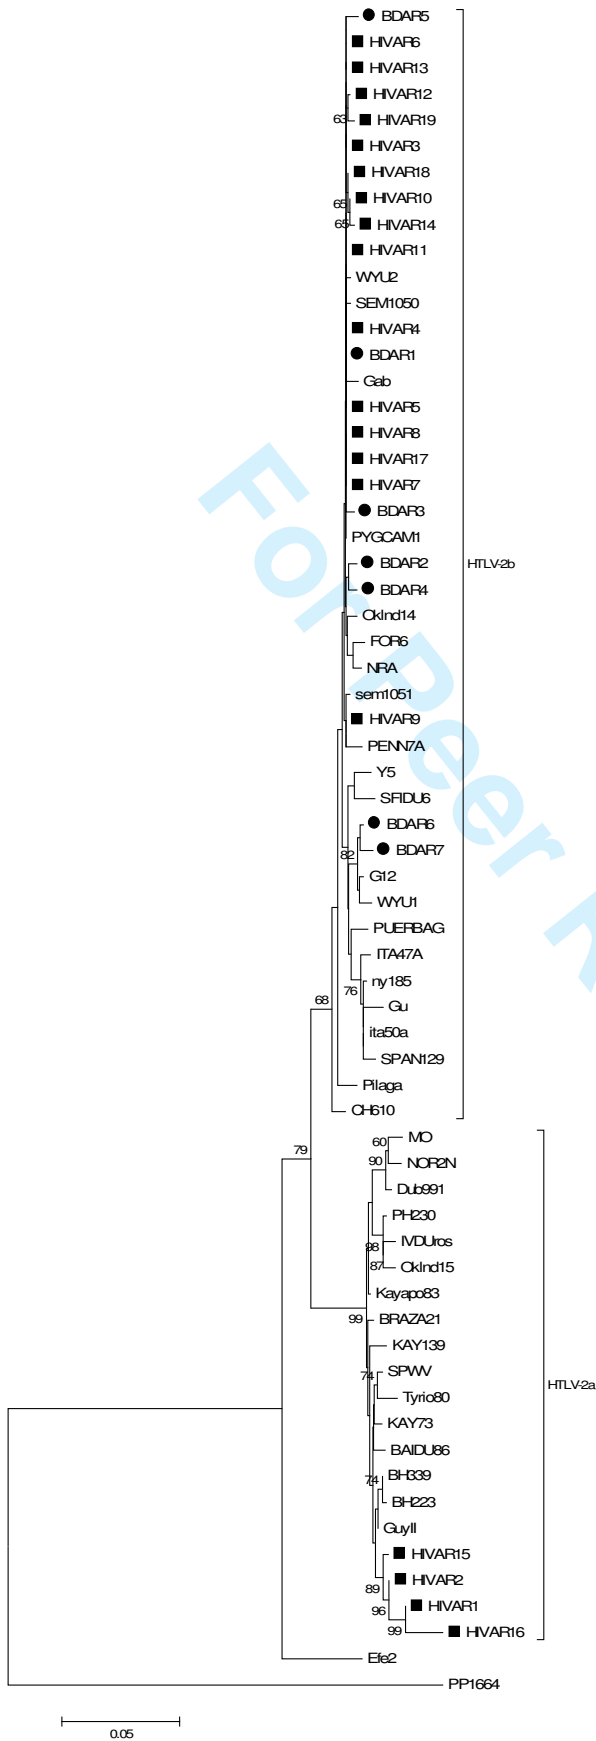 BDAR5
HIVAR6
HIVAR13
HIVAR12
63
HIVAR19
HIVAR3
HIVAR18
HIVAR10
65
HIVAR14
65
HIVAR11
WYU2
SEM1050
HIVAR4
BDAR1
Gab
HIVAR5
HIVAR8
HIVAR17
HIVAR7
BDAR3
PYGCAM1
BDAR2
HTLV-2b
BDAR4
OkInd14
FOR6
NRA
sem1051
HIVAR9
PENN7A
Y5
SFIDU6
BDAR6
82
BDAR7
G12
WYU1
PUERBAG
ITA47A
ny185
76
Gu
68
ita50a
SPAN129
Pilaga
CH610
MO
60
79
NOR2N
90
Dub991
PH230
IVDUros
98
OkInd15
87
Kayapo83
BRAZA21
99
KAY139
SPWV
74
HTLV-2a
Tyrio80
KAY73
BAIDU86
BH339
74
BH223
GuyII
HIVAR15
HIVAR2
89
HIVAR1
96
HIVAR16
99
Efe2
PP1664
0.05
For Peer R